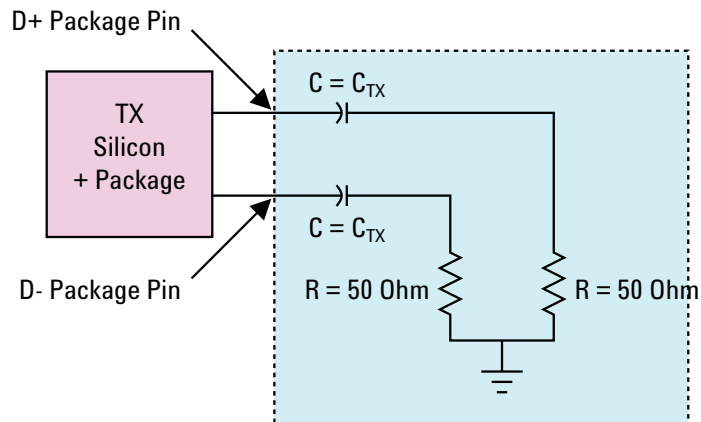 D+ Package Pin
TX
Silicon
+ Package
C = CTX
C = CTX
D- Package Pin
R = 50 Ohm
R = 50 Ohm